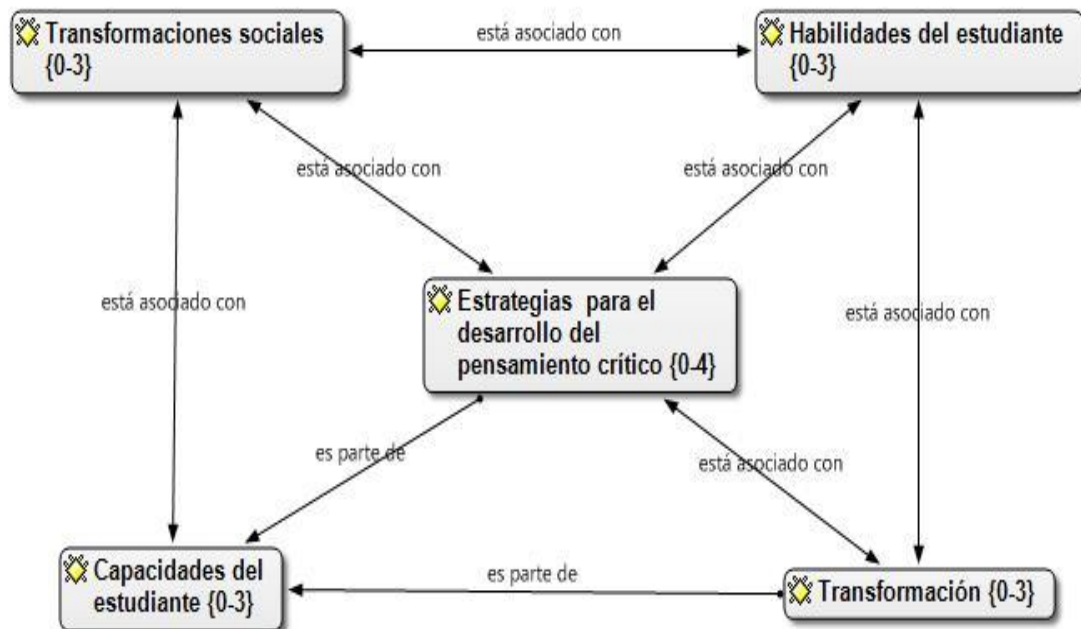 Transformaciones sociales
{0-3}
está asociado con
Habilidades del estudiante
{0-3}
está asociado con
está asociado con
está asociado con
está asociado con
Estrategias  para el
desarrollo del
pensamiento crítico {0-4}
es parte de
está asociado con
Capacidades del
estudiante {0-3}
es parte de
Transformación {0-3}